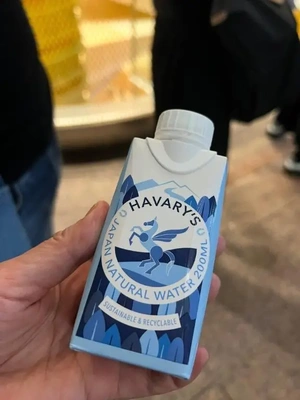 HAVARY'S
JAPAN NATURAL WATER 200ML
SUSTAINABLE & RECYCLABLE